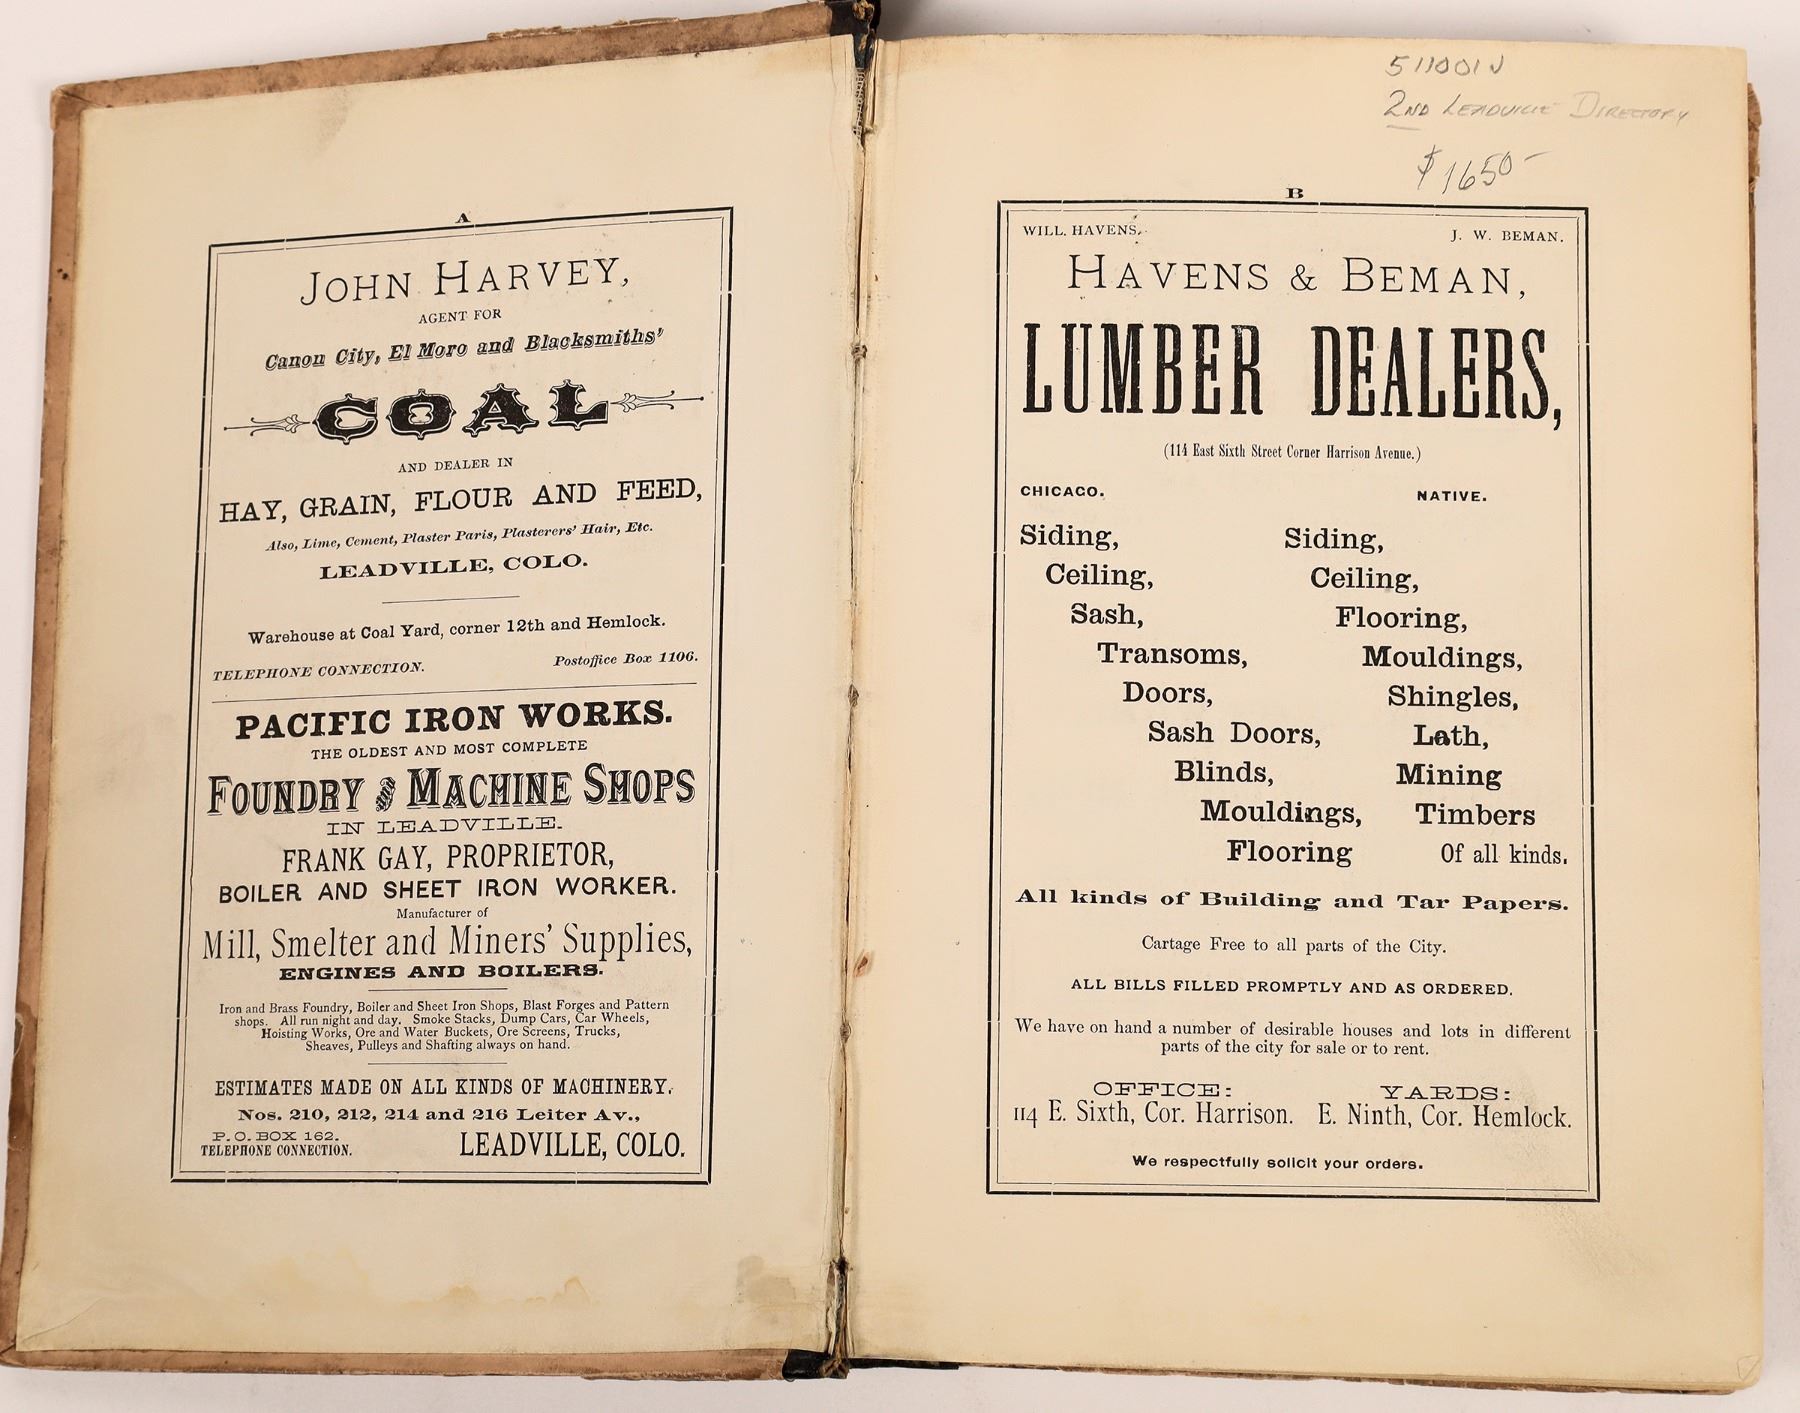 A
JOHN HARVEY,
AGENT FOR
Canon City, El Moro and Blacksmiths'
COAL
AND DEALER IN
HAY, GRAIN, FLOUR AND FEED,
Also, Lime, Cement, Plaster Paris, Plasterers' Hair, Etc.
LEADVILLE, COLO.
Warehouse at Coal Yard, corner 12th and Hemlock.
TELEPHONE CONNECTION. Postoffice Box 1106.
PACIFIC IRON WORKS.
THE OLDEST AND MOST COMPLETE
FOUNDRY and MACHINE SHOPS
IN LEADVILLE.
FRANK GAY, PROPRIETOR,
BOILER AND SHEET IRON WORKER.
Manufacturer of
Mill, Smelter and Miners' Supplies,
ENGINES AND BOILERS.
Iron and Brass Foundry, Boiler and Sheet Iron Shops, Blast Forges and Pattern
shops. All run night and day. Smoke Stacks, Dump Cars, Car Wheels,
Hoisting Works, Ore and Water Buckets, Ore Screens, Trucks,
Sheaves, Pulleys and Shafting always on hand.
ESTIMATES MADE ON ALL KINDS OF MACHINERY.
Nos. 210, 212, 214 and 216 Leiter Av.,
P. O. BOX 162.
TELEPHONE CONNECTION. LEADVILLE, COLO.
511001J
2ND LEADVILLE DIRECTORY
$1650-
B
WILL. HAVENS. J. W. BEMAN.
HAVENS & BEMAN,
LUMBER DEALERS,
(114 East Sixth Street Corner Harrison Avenue.)
CHICAGO. NATIVE.
Siding, Siding,
Ceiling, Ceiling,
Sash, Flooring,
Transoms, Mouldings,
Doors, Shingles,
Sash Doors, Lath,
Blinds, Mining
Mouldings, Timbers
Flooring Of all kinds.
All kinds of Building and Tar Papers.
Cartage Free to all parts of the City.
ALL BILLS FILLED PROMPTLY AND AS ORDERED.
We have on hand a number of desirable houses and lots in different
parts of the city for sale or to rent.
OFFICE: YARDS:
114 E. Sixth, Cor. Harrison. E. Ninth, Cor. Hemlock.
We respectfully solicit your orders.